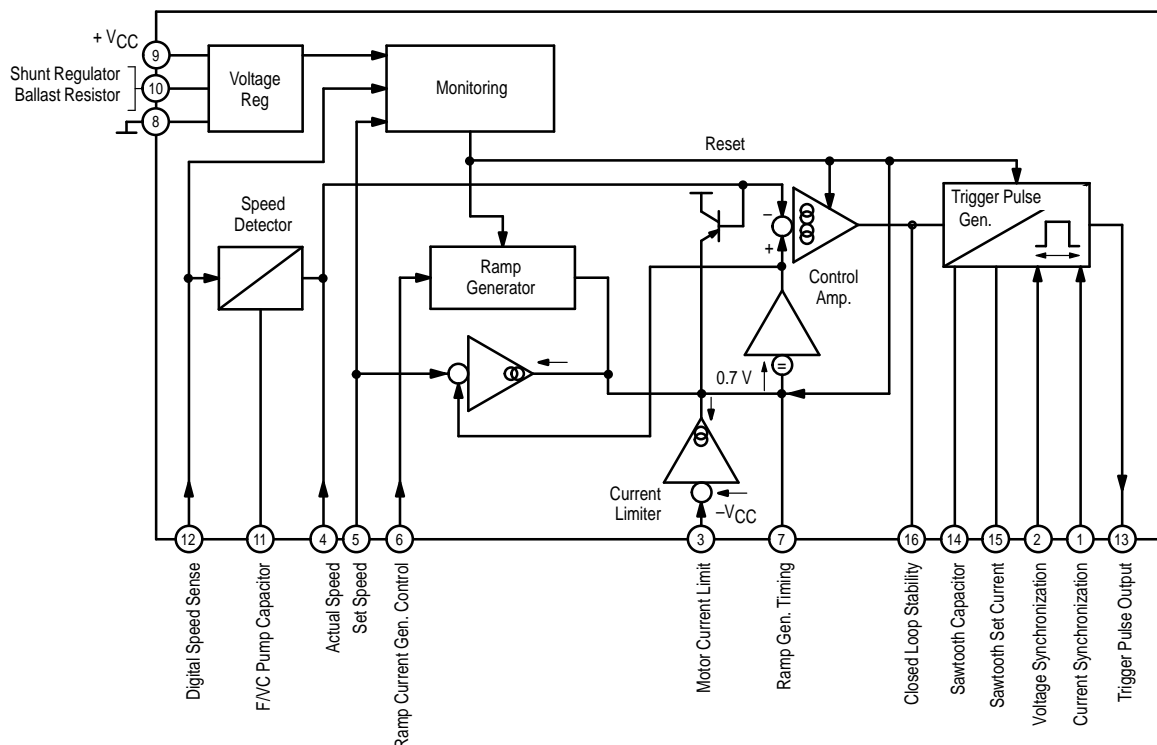 + VCC
9
Shunt Regulator
Ballast Resistor
10
8
Voltage
Reg
Monitoring
Reset
Speed
Detector
Ramp
Generator
–
+
Control
Amp.
Trigger Pulse
Gen.
=
0.7 V
Current
Limiter
–VCC
12
11
4
5
6
3
7
16
14
15
2
1
13
Digital Speed Sense
F/VC Pump Capacitor
Actual Speed
Set Speed
Ramp Current Gen. Control
Motor Current Limit
Ramp Gen. Timing
Closed Loop Stability
Sawtooth Capacitor
Sawtooth Set Current
Voltage Synchronization
Current Synchronization
Trigger Pulse Output